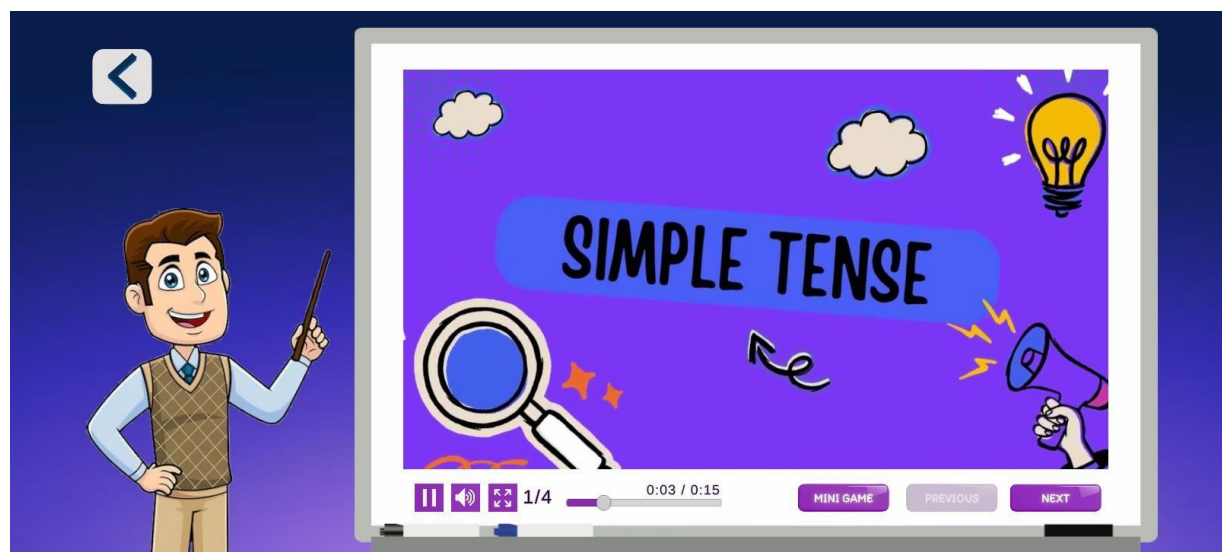 SIMPLE TENSE
1/4
0:03 / 0:15
MINI GAME
PREVIOUS
NEXT